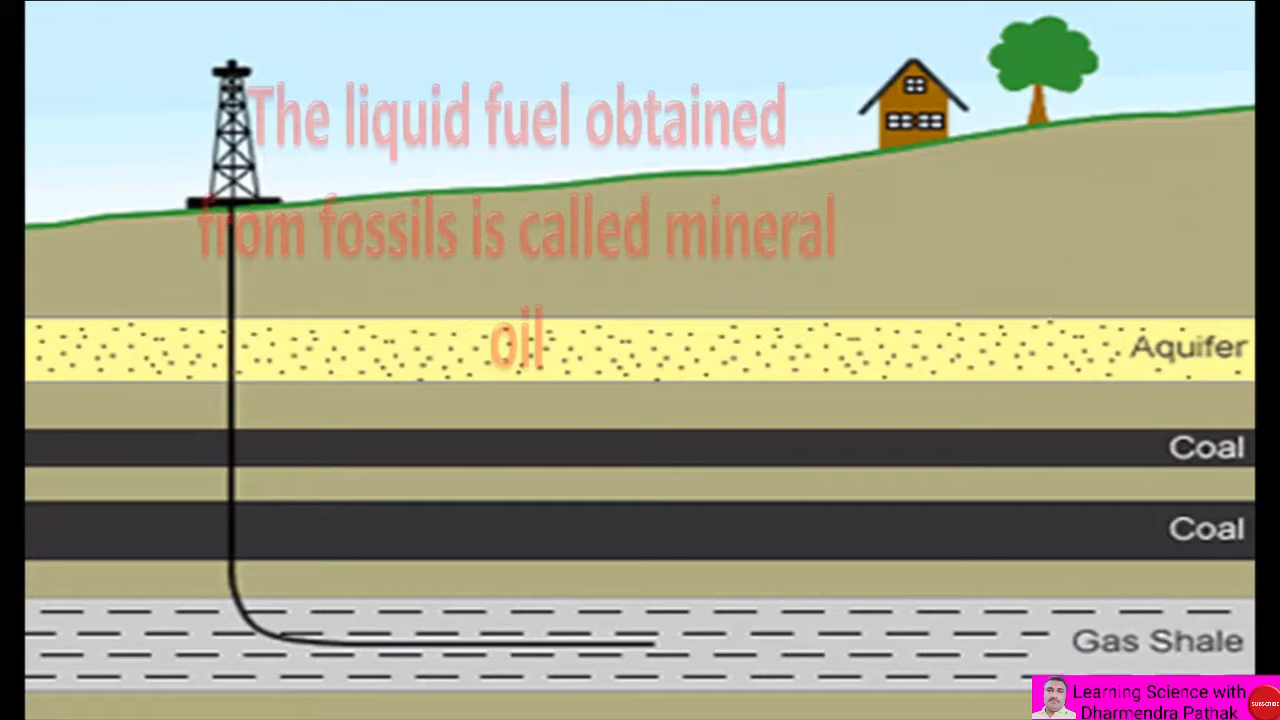 The liquid fuel obtained
from fossils is called mineral
oil
Aquifer
Coal
Coal
Gas Shale
Learning Science with
Dharmendra Pathak
SUBSCRIBE